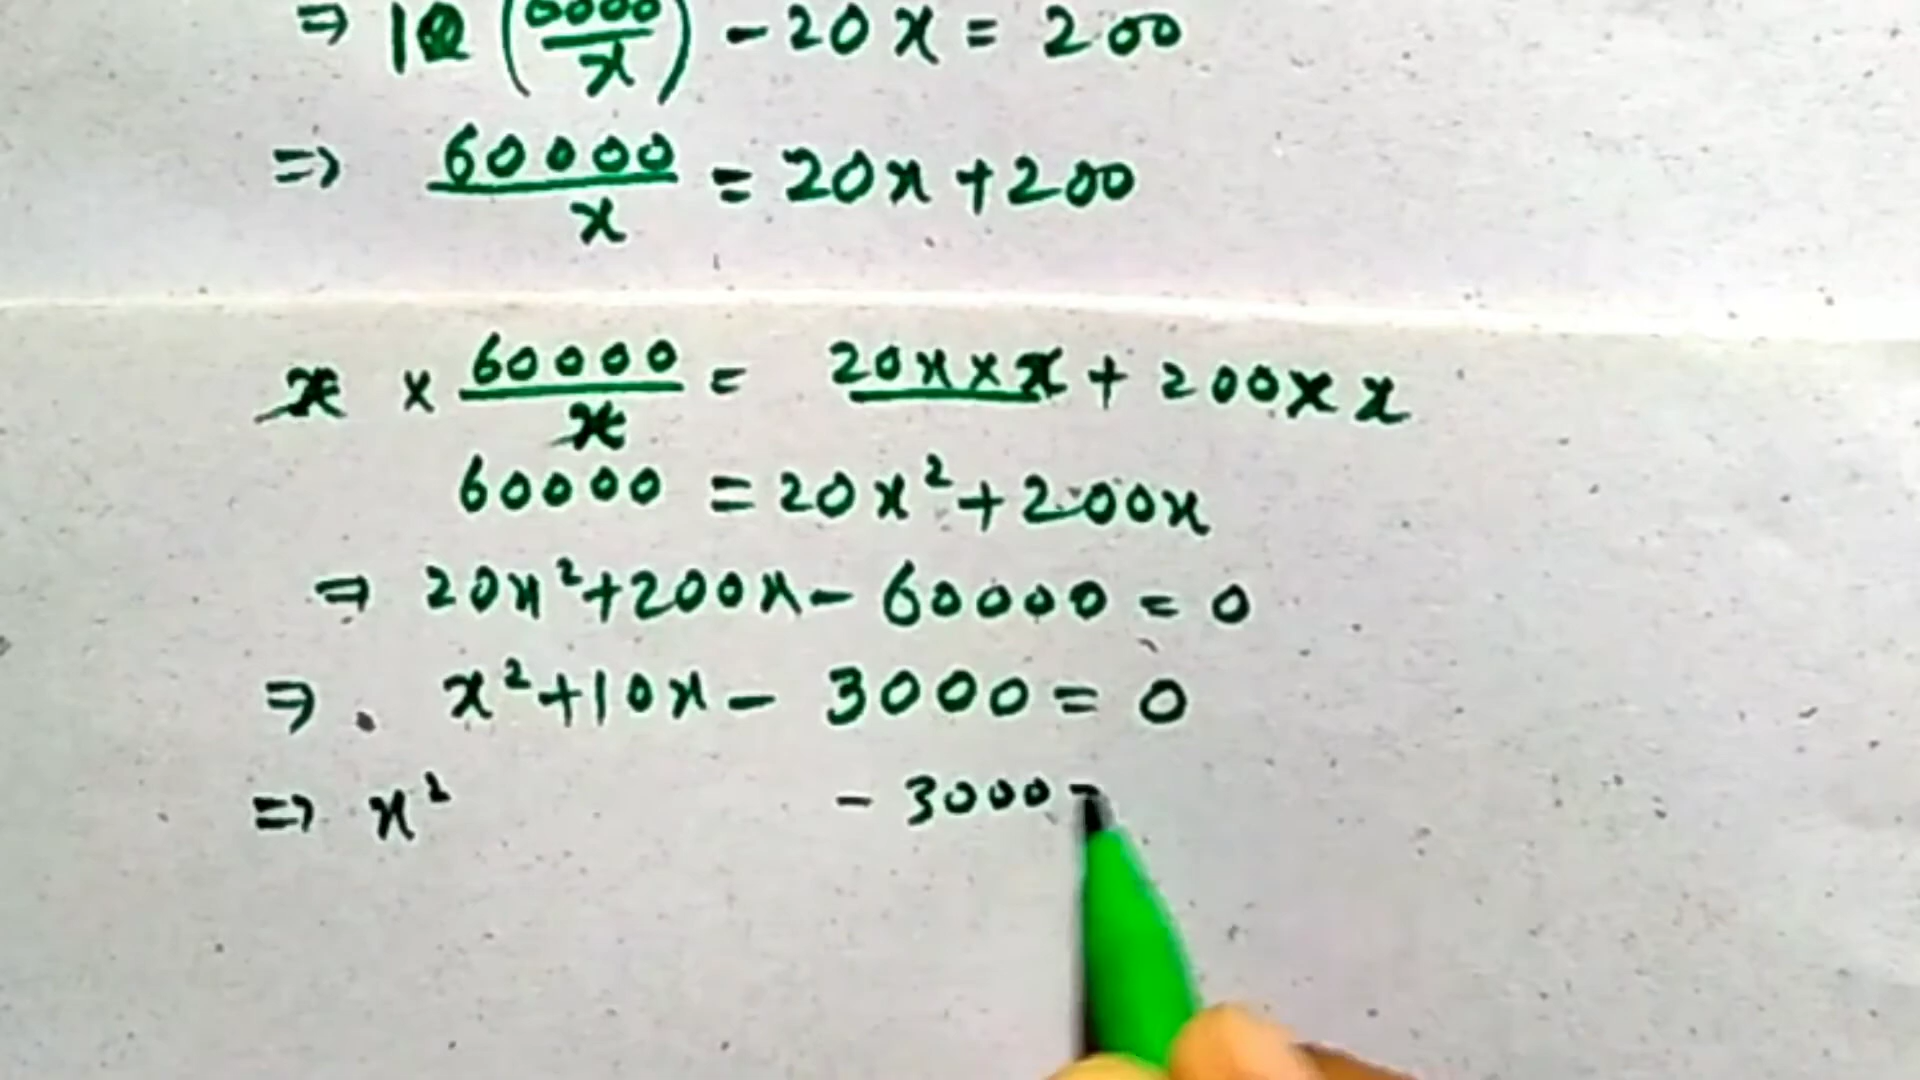 ⇒ 10 (6000/x) - 20x = 200
⇒ 60000/x = 20x + 200
x × 60000/x = 20x × x + 200 × x
60000 = 20x² + 200x
⇒ 20x² + 200x - 60000 = 0
⇒ x² + 10x - 3000 = 0
⇒ x² - 3000 =